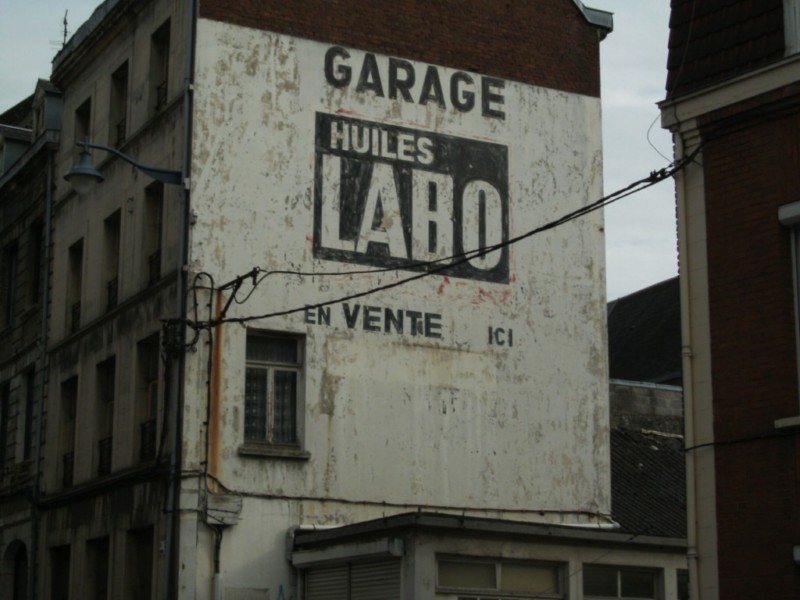 GARAGE
HUILES
LABO
EN VENTE ICI